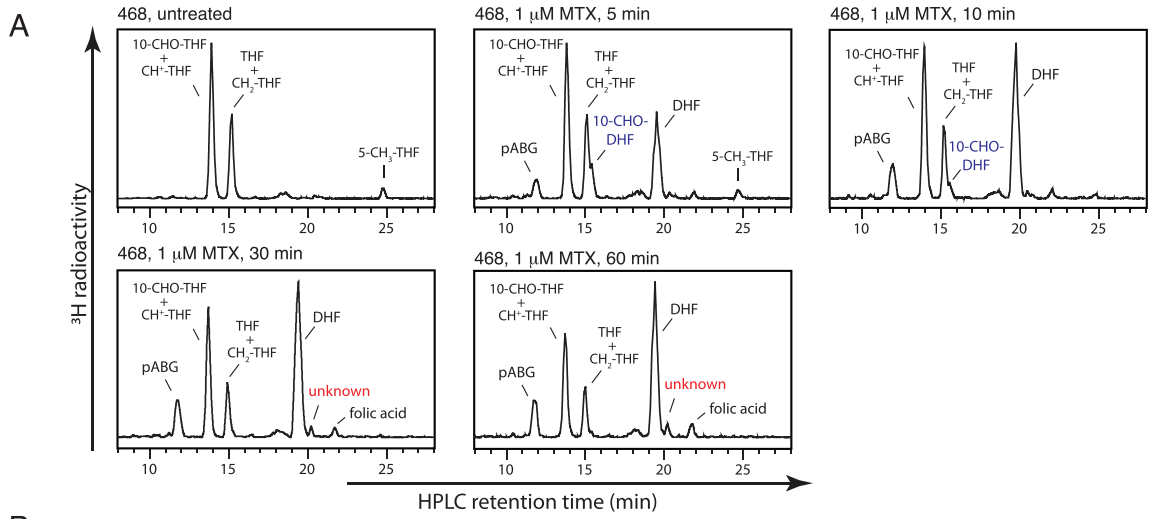 A
468, untreated
10-CHO-THF
+
CH⁺-THF
THF
+
CH₂-THF
5-CH₃-THF
10 15 20 25
468, 1 μM MTX, 5 min
10-CHO-THF
+
CH⁺-THF
THF
+
CH₂-THF
10-CHO-
DHF
DHF
pABG
5-CH₃-THF
10 15 20 25
468, 1 μM MTX, 10 min
10-CHO-THF
+
CH⁺-THF
THF
+
CH₂-THF
DHF
pABG
10-CHO-
DHF
10 15 20 25
³H radioactivity
468, 1 μM MTX, 30 min
10-CHO-THF
+
CH⁺-THF
THF
+
CH₂-THF
DHF
pABG
unknown
folic acid
10 15 20 25
468, 1 μM MTX, 60 min
10-CHO-THF
+
CH⁺-THF
THF
+
CH₂-THF
DHF
pABG
unknown
folic acid
10 15 20 25
HPLC retention time (min)